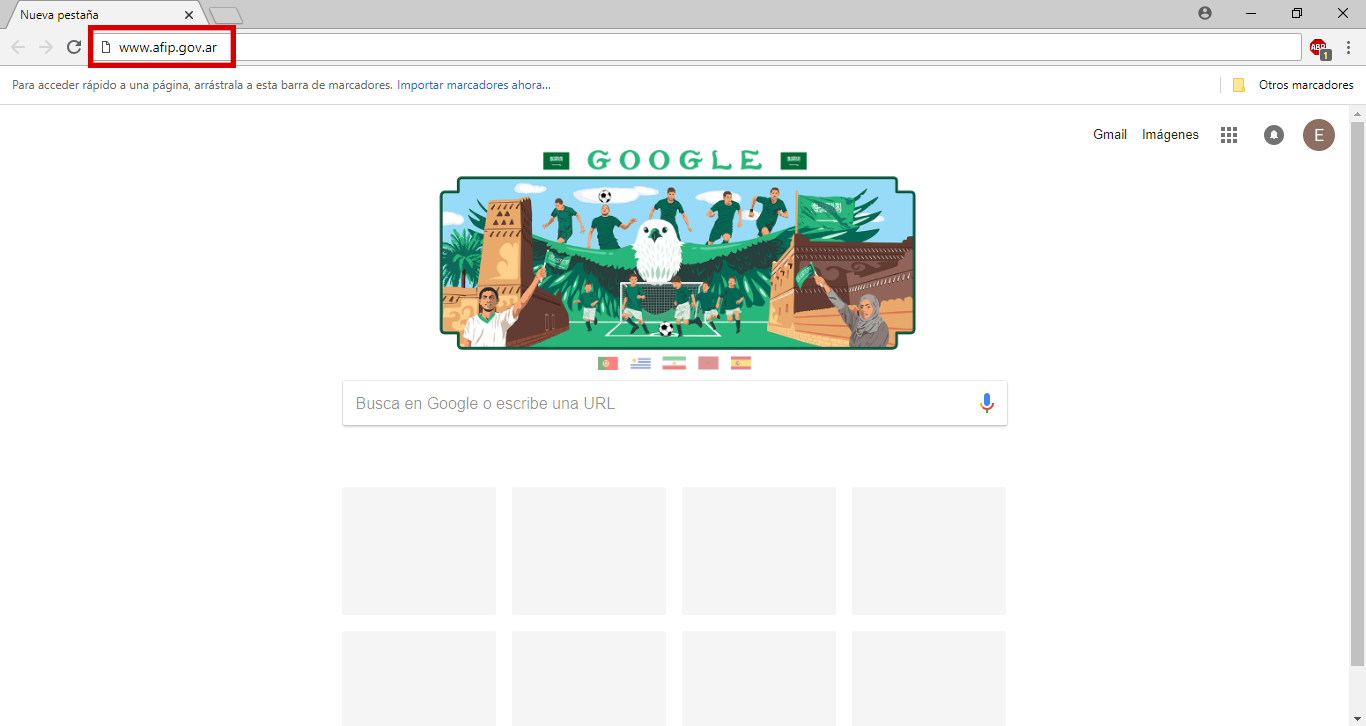 Nueva pestaña
www.afip.gov.ar
ABP
1
Para acceder rápido a una página, arrástrala a esta barra de marcadores. Importar marcadores ahora...
Otros marcadores
Gmail Imágenes
E
GOOGLE
Busca en Google o escribe una URL